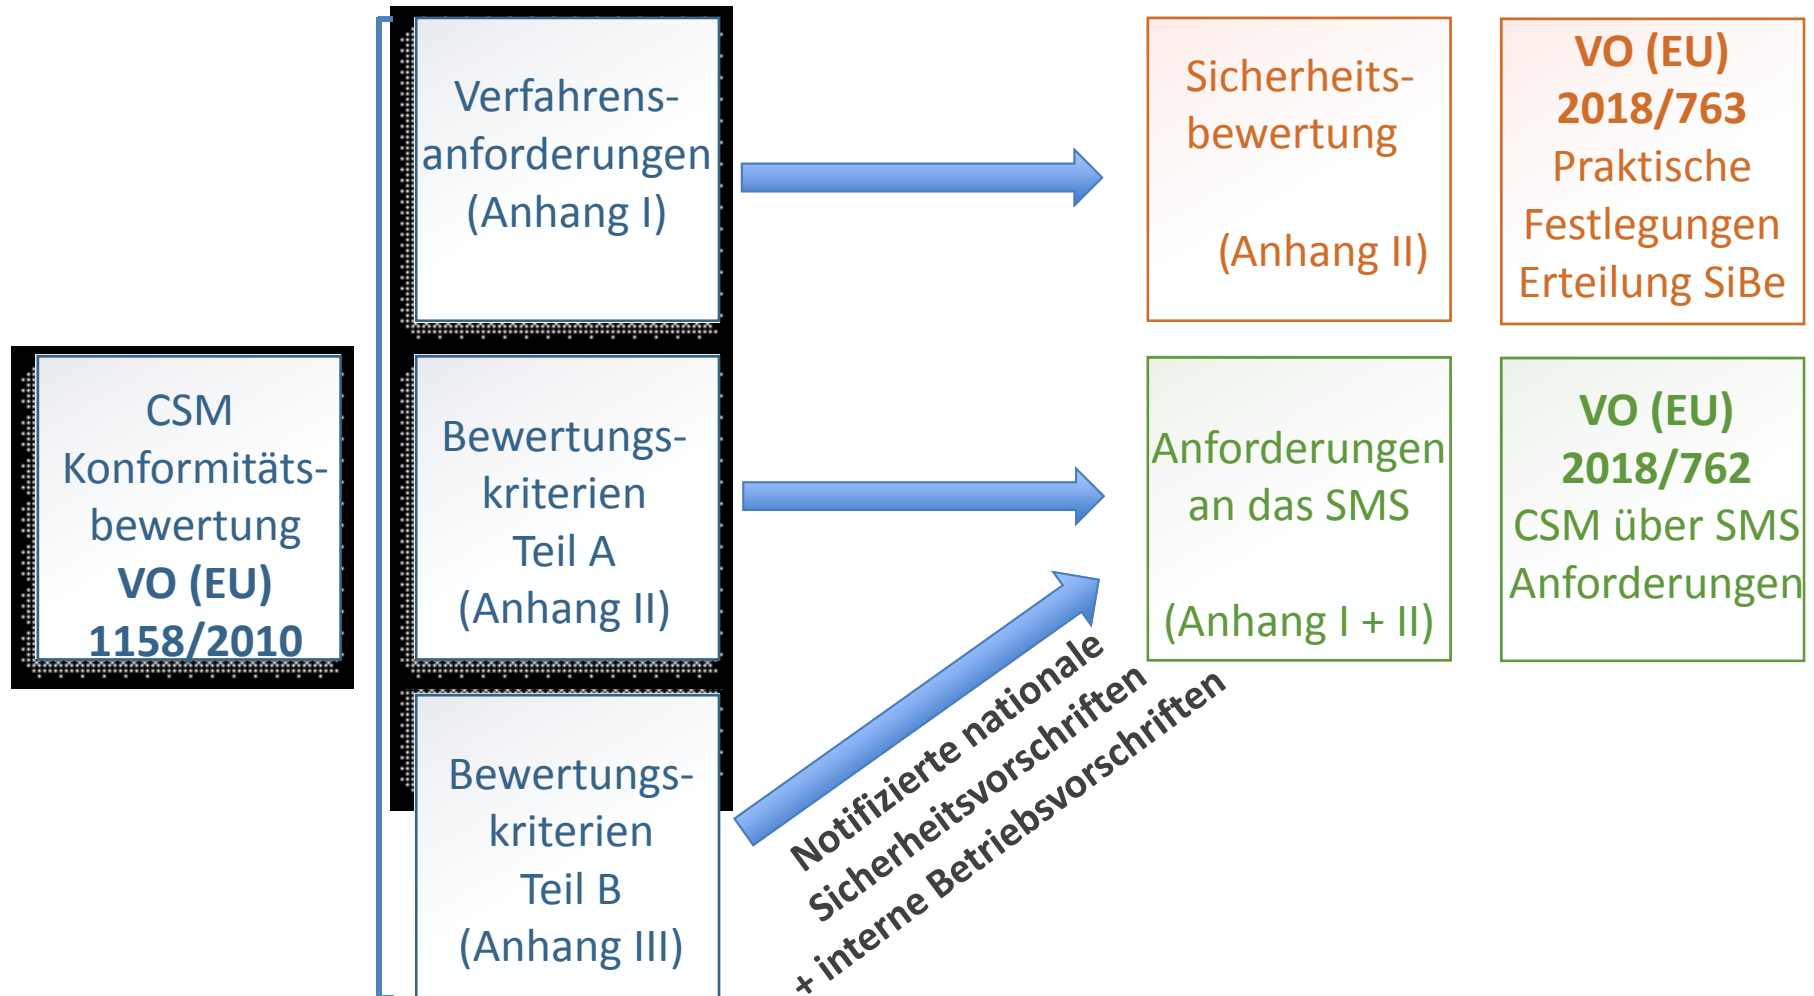 CSM
Konformitäts-
bewertung
VO (EU)
1158/2010
Verfahrens-
anforderungen
(Anhang I)
Bewertungs-
kriterien
Teil A
(Anhang II)
Bewertungs-
kriterien
Teil B
(Anhang III)
Notifizierte nationale
Sicherheitsvorschriften
+ interne Betriebsvorschriften
Sicherheits-
bewertung
(Anhang II)
VO (EU)
2018/763
Praktische
Festlegungen
Erteilung SiBe
Anforderungen
an das SMS
(Anhang I + II)
VO (EU)
2018/762
CSM über SMS
Anforderungen